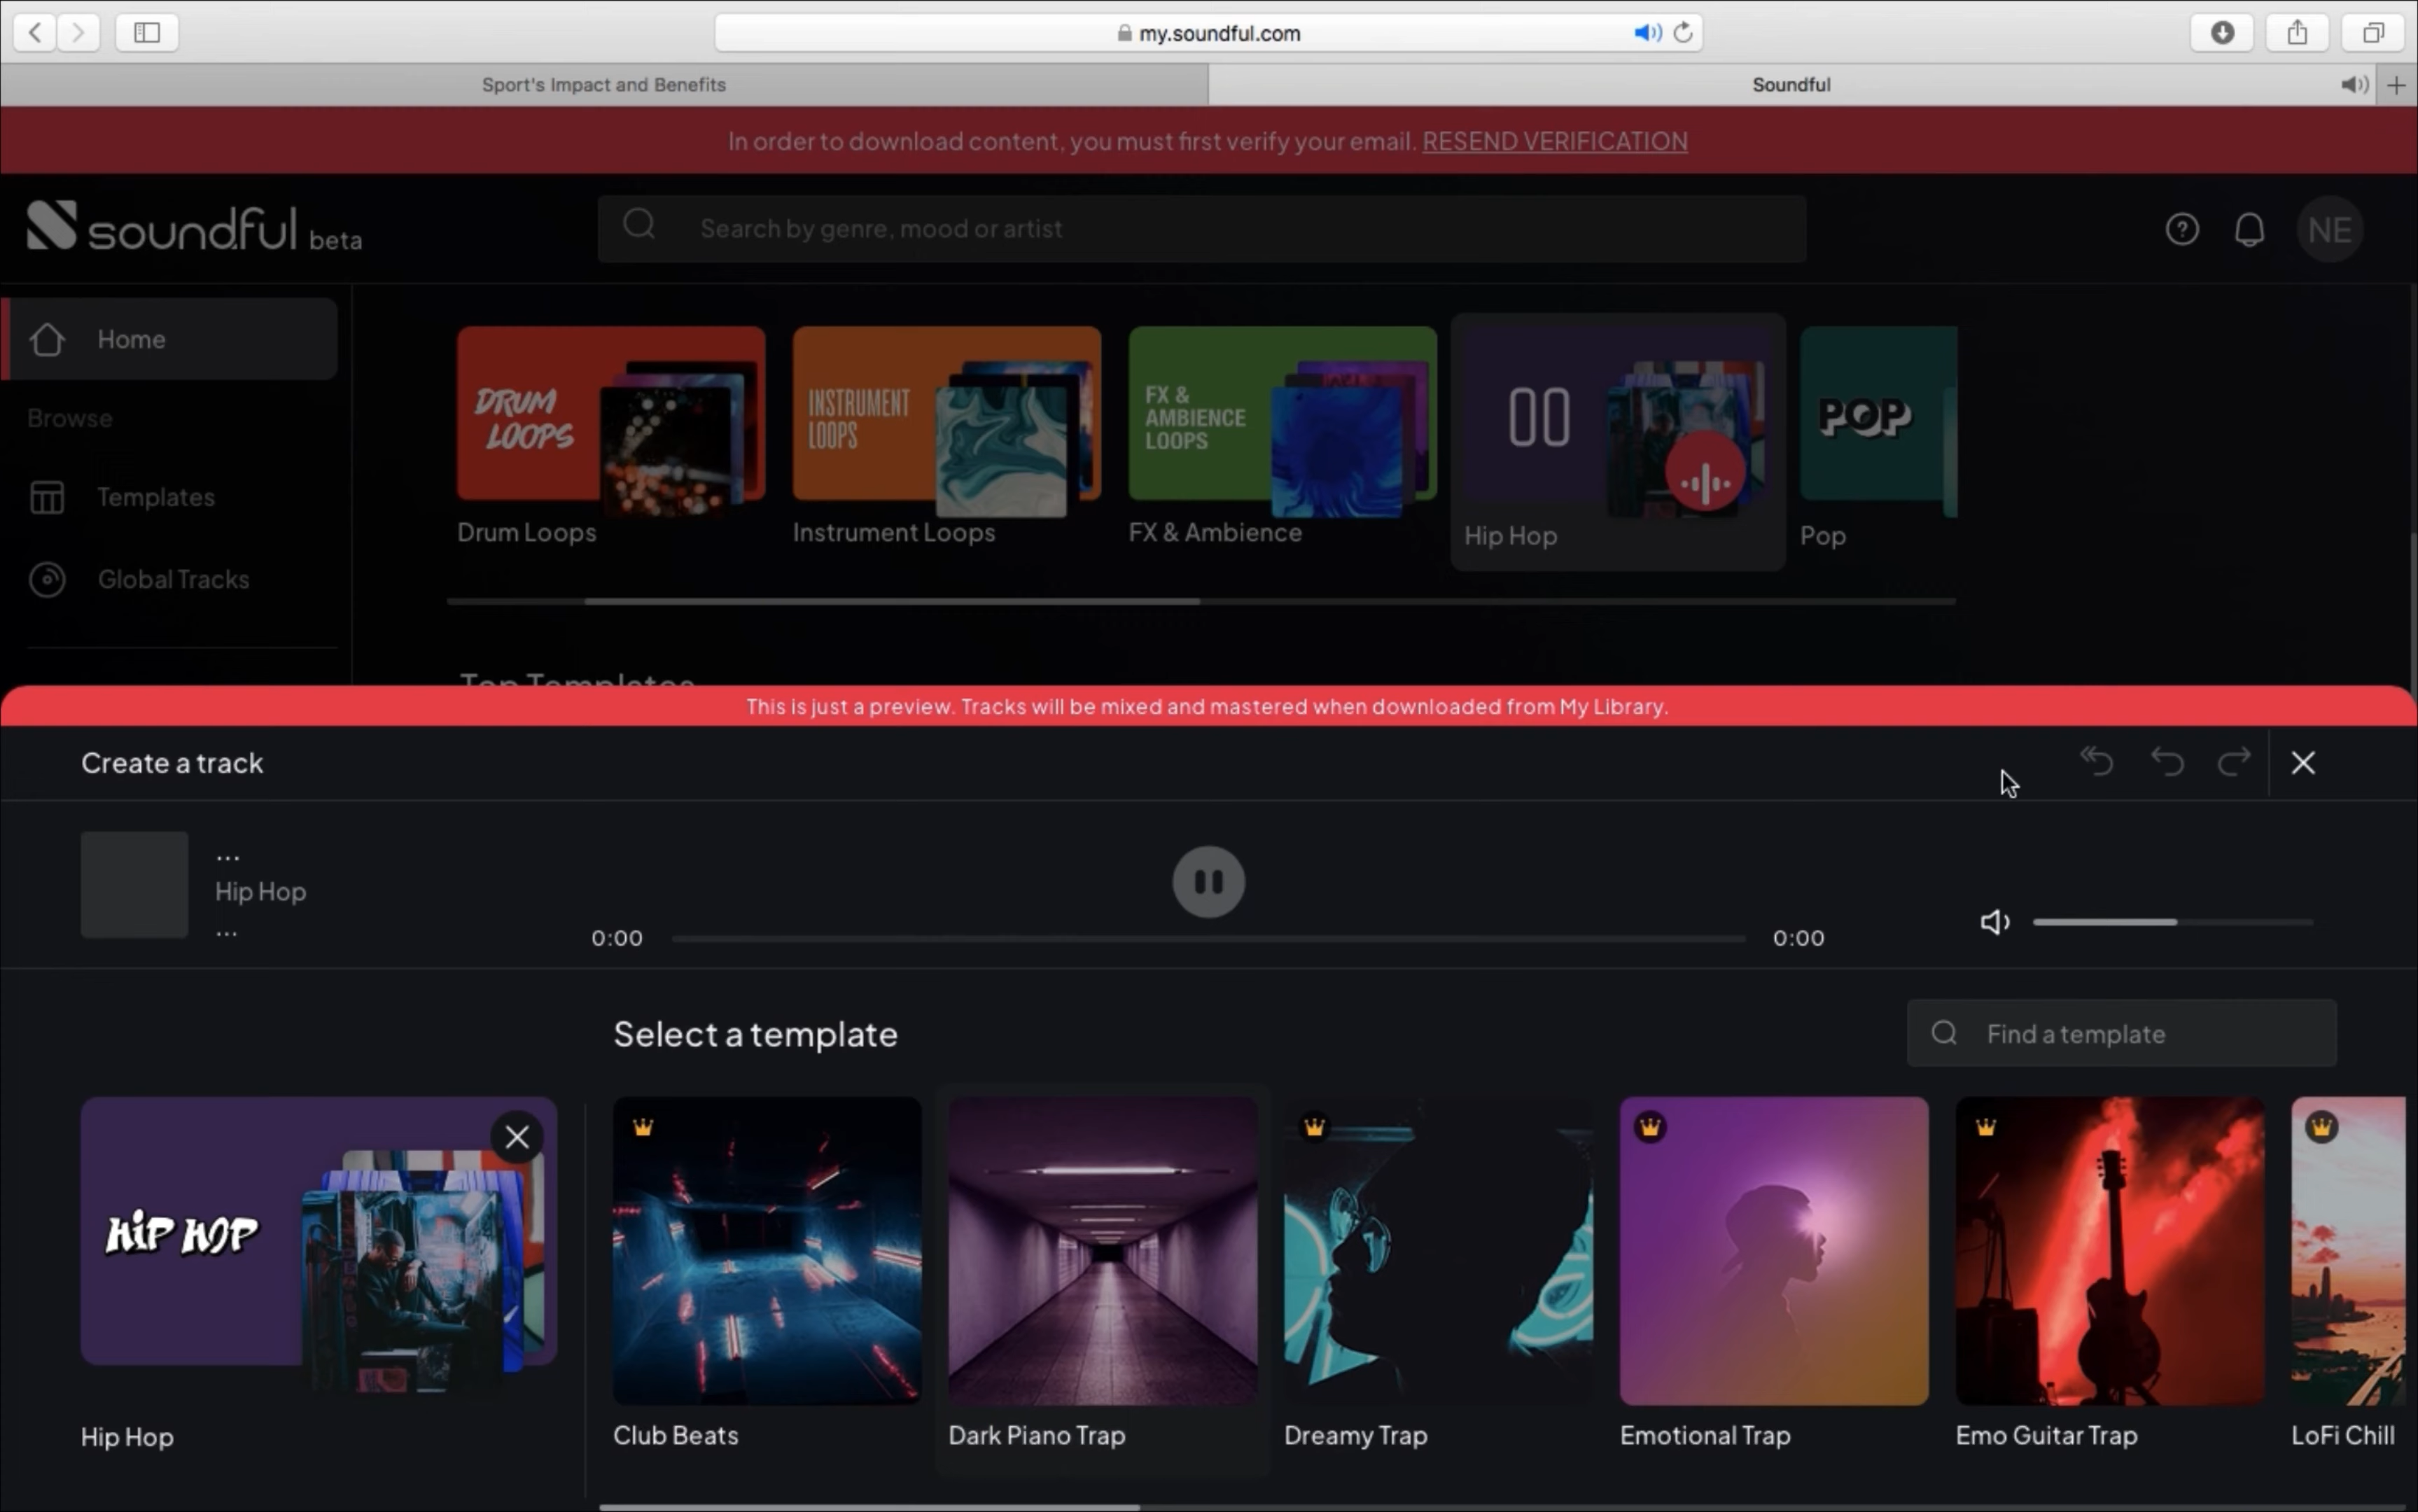 my.soundful.com
Sport's Impact and Benefits
Soundful
In order to download content, you must first verify your email. RESEND VERIFICATION
soundful beta
Search by genre, mood or artist
NE
Home
Browse
Templates
Global Tracks
DRUM
LOOPS
INSTRUMENT
LOOPS
FX &
AMBIENCE
LOOPS
POP
Drum Loops
Instrument Loops
FX & Ambience
Hip Hop
Pop
Top Templates
This is just a preview. Tracks will be mixed and mastered when downloaded from My Library.
Create a track
...
Hip Hop
...
0:00
0:00
Select a template
Find a template
HIP HOP
Hip Hop
Club Beats
Dark Piano Trap
Dreamy Trap
Emotional Trap
Emo Guitar Trap
LoFi Chill